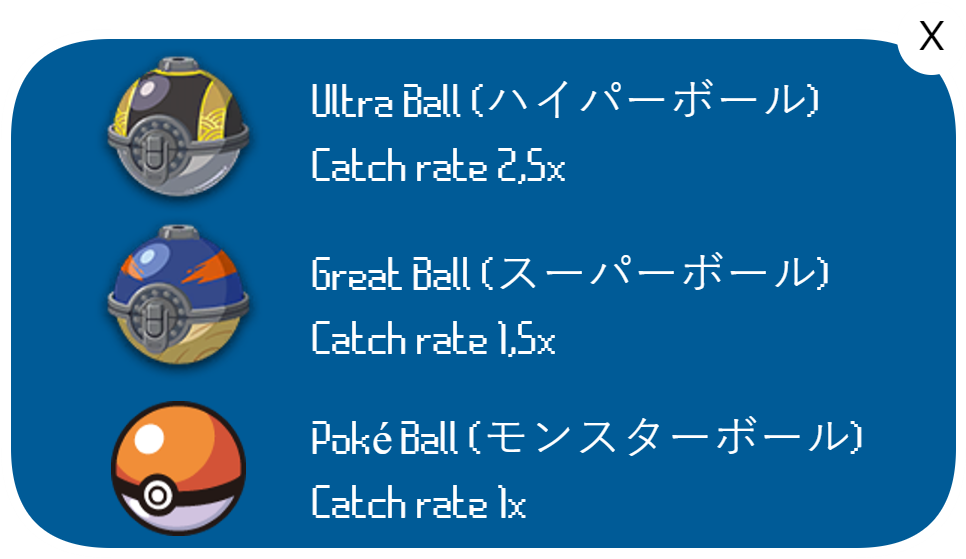 X
Ultra Ball (ハイパーボール)
Catch rate 2,5x
Great Ball (スーパーボール)
Catch rate 1,5x
Poké Ball (モンスターボール)
Catch rate 1x